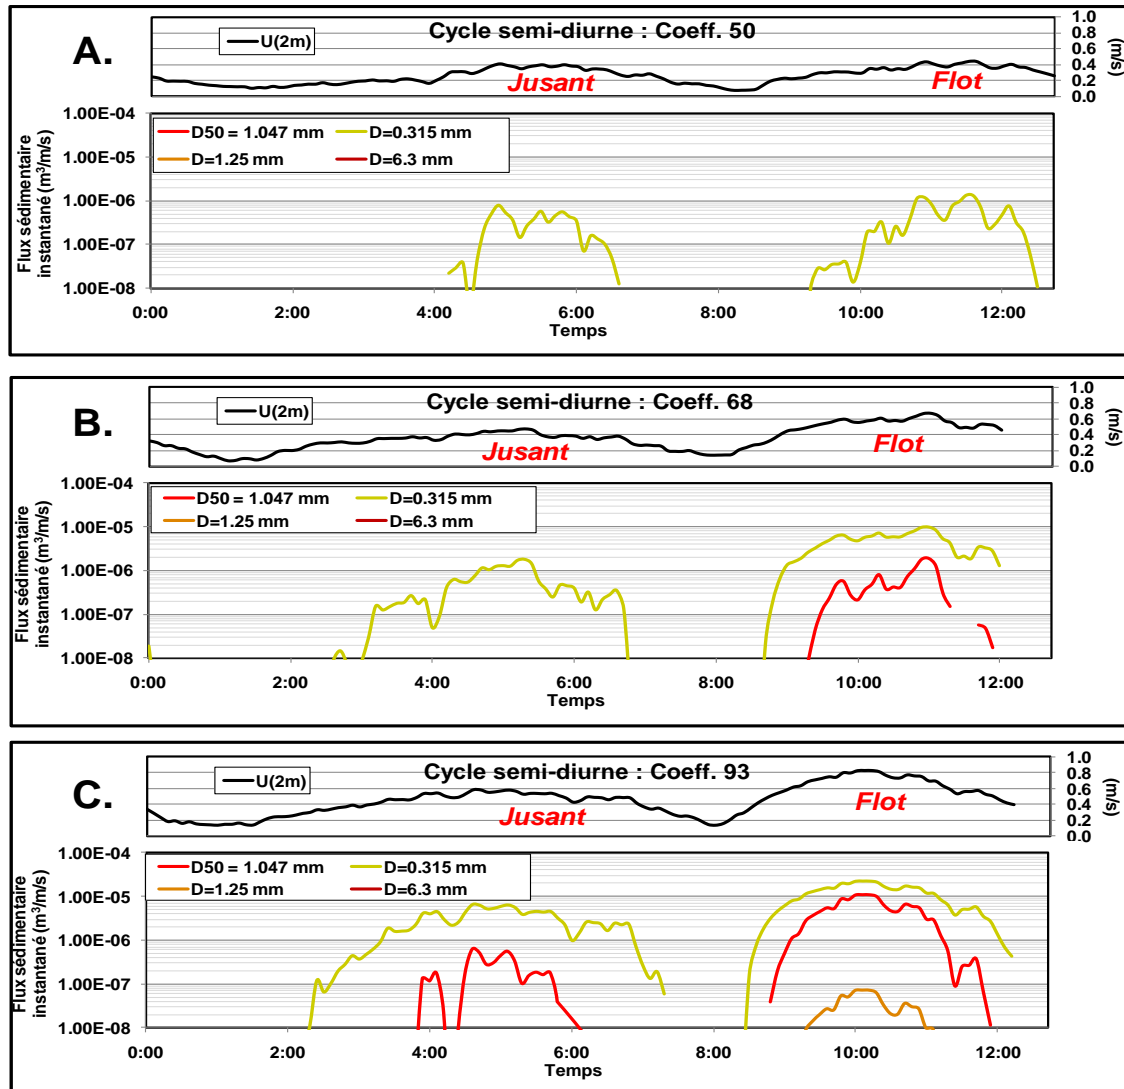 A.
Cycle semi-diurne : Coeff. 50
U(2m)
Jusant
Flot
1.0
0.8
0.6
0.4
0.2
0.0
(m/s)
D50 = 1.047 mm
D=0.315 mm
D=1.25 mm
D=6.3 mm
Flux sédimentaire
instantané (m³/m/s)
1.00E-04
1.00E-05
1.00E-06
1.00E-07
1.00E-08
0:00 2:00 4:00 6:00 8:00 10:00 12:00
Temps
B.
Cycle semi-diurne : Coeff. 68
U(2m)
Jusant
Flot
1.0
0.8
0.6
0.4
0.2
0.0
(m/s)
D50 = 1.047 mm
D=0.315 mm
D=1.25 mm
D=6.3 mm
Flux sédimentaire
instantané (m³/m/s)
1.00E-04
1.00E-05
1.00E-06
1.00E-07
1.00E-08
0:00 2:00 4:00 6:00 8:00 10:00 12:00
Temps
C.
Cycle semi-diurne : Coeff. 93
U(2m)
Jusant
Flot
1.0
0.8
0.6
0.4
0.2
0.0
(m/s)
D50 = 1.047 mm
D=0.315 mm
D=1.25 mm
D=6.3 mm
Flux sédimentaire
instantané (m³/m/s)
1.00E-04
1.00E-05
1.00E-06
1.00E-07
1.00E-08
0:00 2:00 4:00 6:00 8:00 10:00 12:00
Temps